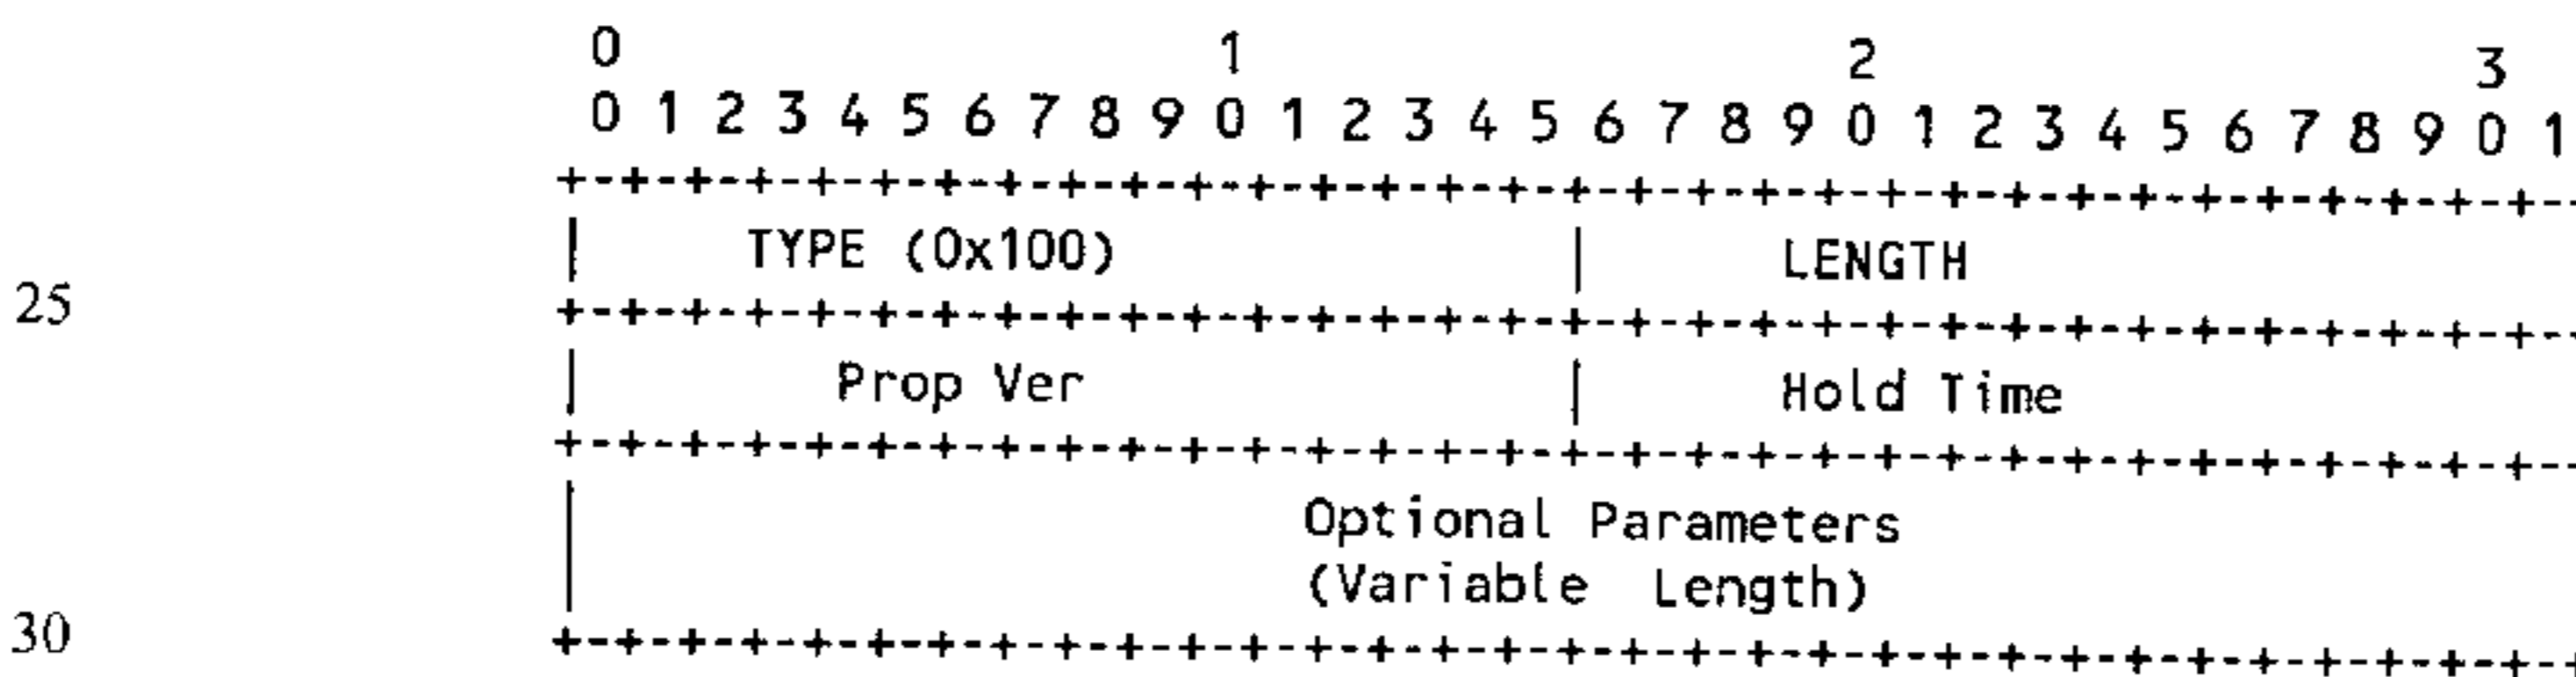 0 1 2 3
0 1 2 3 4 5 6 7 8 9 0 1 2 3 4 5 6 7 8 9 0 1 2 3 4 5 6 7 8 9 0 1
+-+-+-+-+-+-+-+-+-+-+-+-+-+-+-+-+-+-+-+-+-+-+-+-+-+-+-+-+-+-+-+-
| TYPE (0x100) | LENGTH
25 +-+-+-+-+-+-+-+-+-+-+-+-+-+-+-+-+-+-+-+-+-+-+-+-+-+-+-+-+-+-+-+-
| Prop Ver | Hold Time
+-+-+-+-+-+-+-+-+-+-+-+-+-+-+-+-+-+-+-+-+-+-+-+-+-+-+-+-+-+-+-+-
| Optional Parameters
| (Variable Length)
30 +-+-+-+-+-+-+-+-+-+-+-+-+-+-+-+-+-+-+-+-+-+-+-+-+-+-+-+-+-+-+-+-